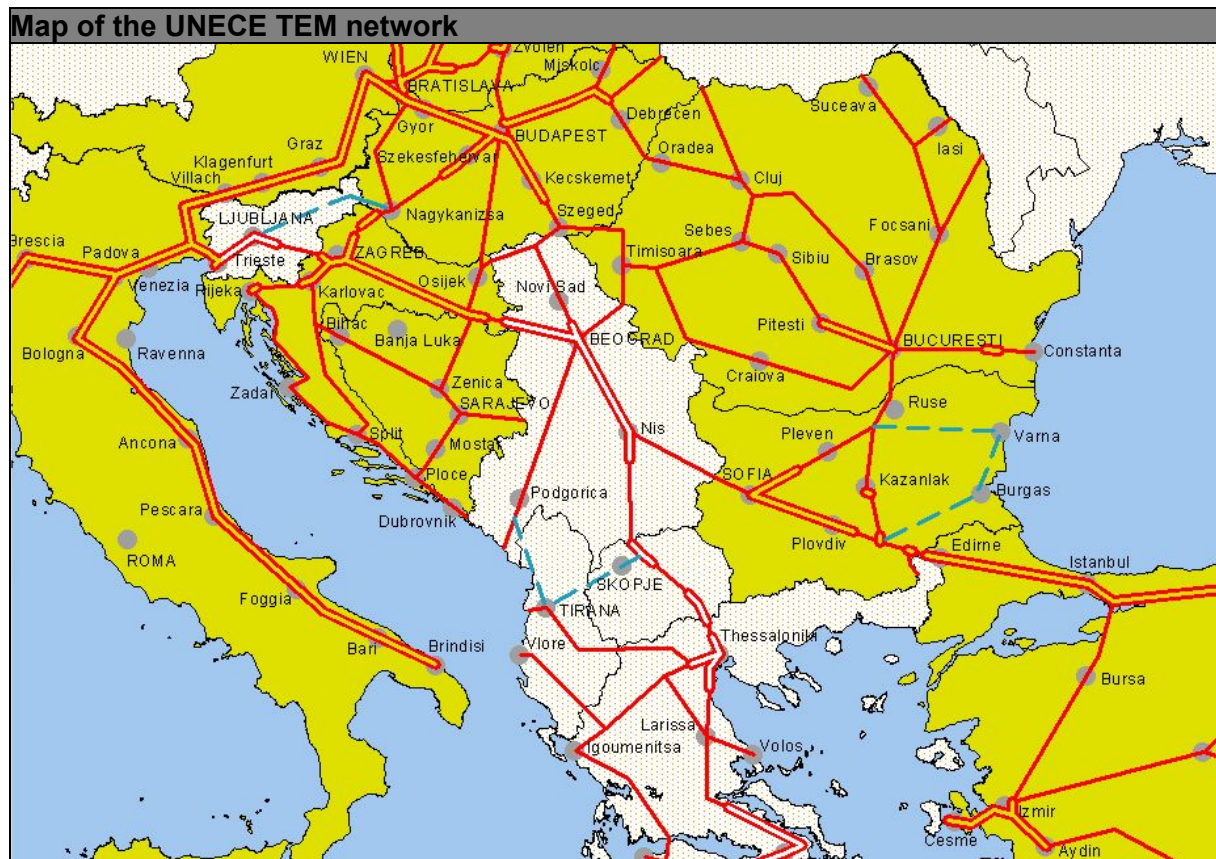 Map of the UNECE TEM network
Zvolen
WIEN
Miskolc
BRATISLAVA
Suceava
Gyor
Debrecen
BUDAPEST
Iasi
Graz
Szekesfehervar
Oradea
Klagenfurt
Villach
Kecskemet
Cluj
LJUBLJANA
Nagykanizsa
Szeged
Focsani
Brescia
Padova
ZAGREB
Sebes
Timisoara
Sibiu
Brasov
Trieste
Venezia
Osijek
Rijeka
Karlovac
Novi Sad
Bihac
Pitesti
Bologna
Ravenna
Banja Luka
BEOGRAD
BUCURESTI
Constanta
Craiova
Zadar
Zenica
SARAJEVO
Ruse
Ancona
Split
Nis
Pleven
Varna
Mostar
Ploce
SOFIA
Kazanlak
Podgorica
Burgas
Pescara
Dubrovnik
Plovdiv
ROMA
Edirne
Istanbul
SKOPJE
Foggia
TIRANA
Bari
Brindisi
Vlore
Thessaloniki
Bursa
Larissa
Igoumenitsa
Volos
Izmir
Cesme
Aydin